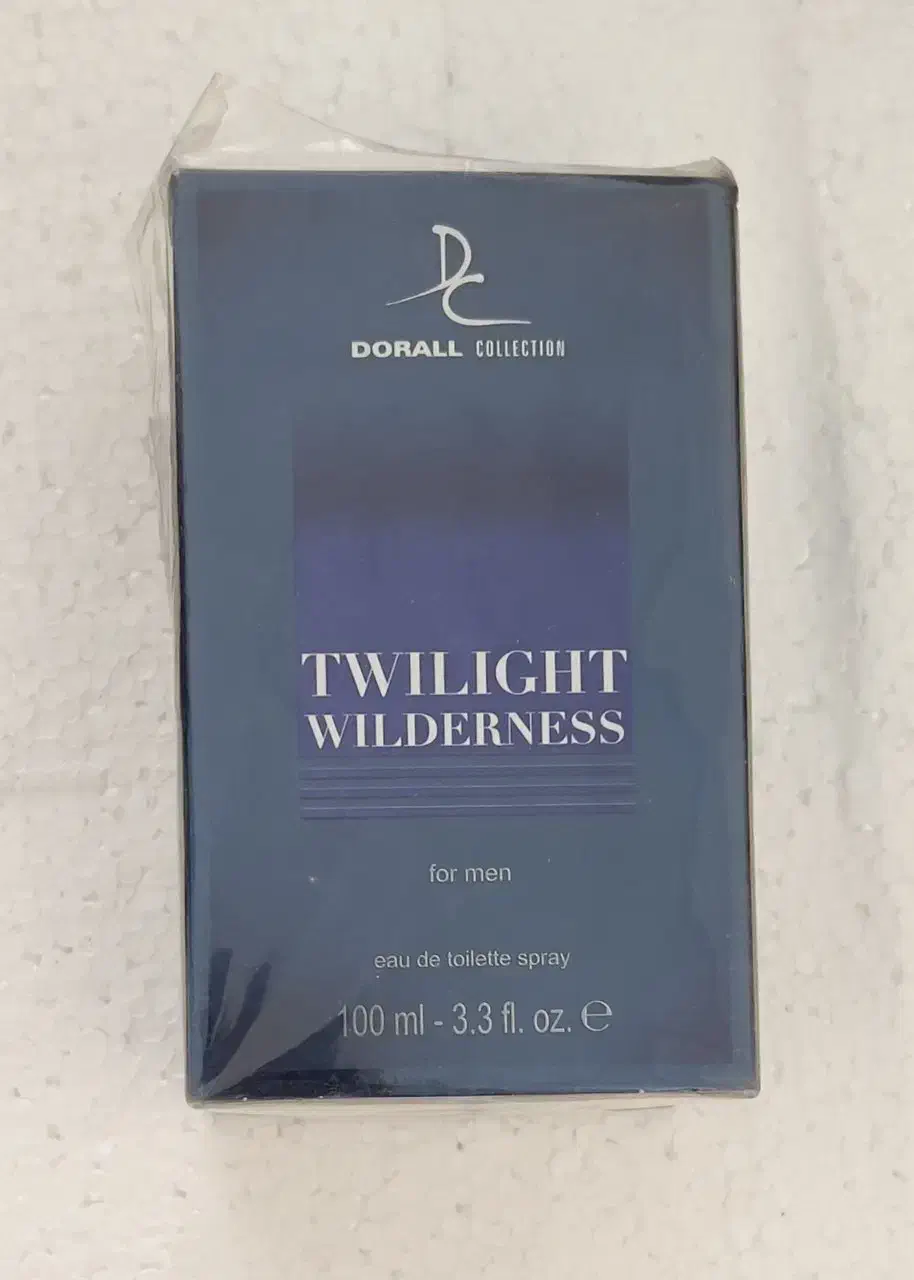 DC
DORALL COLLECTION
TWILIGHT
WILDERNESS
for men
eau de toilette spray
100 ml - 3.3 fl. oz. ℮